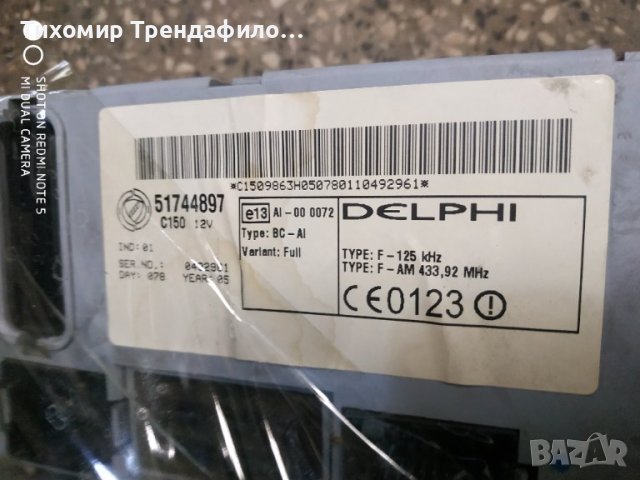 Тихомир Трендафило...
SHOT ON REDMI NOTE 5
MI DUAL CAMERA
*C1509863H050780110492961*
51744897
C150 12V
IND: 01
SER.NO.:
DAY: 078 YEAR: 05
e13 AI-00 0072
Type: BC-AI
Variant: Full
DELPHI
TYPE: F-125 kHz
TYPE: F-AM 433,92 MHz
CE0123
BAZAR